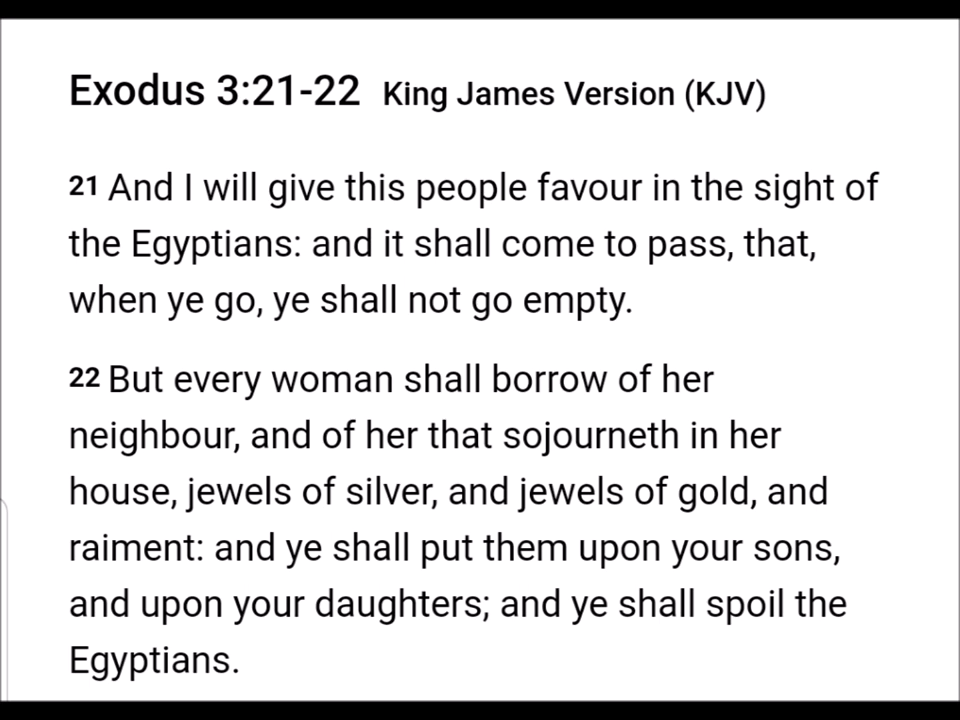 Exodus 3:21-22 King James Version (KJV)
21 And I will give this people favour in the sight of
the Egyptians: and it shall come to pass, that,
when ye go, ye shall not go empty.
22 But every woman shall borrow of her
neighbour, and of her that sojourneth in her
house, jewels of silver, and jewels of gold, and
raiment: and ye shall put them upon your sons,
and upon your daughters; and ye shall spoil the
Egyptians.